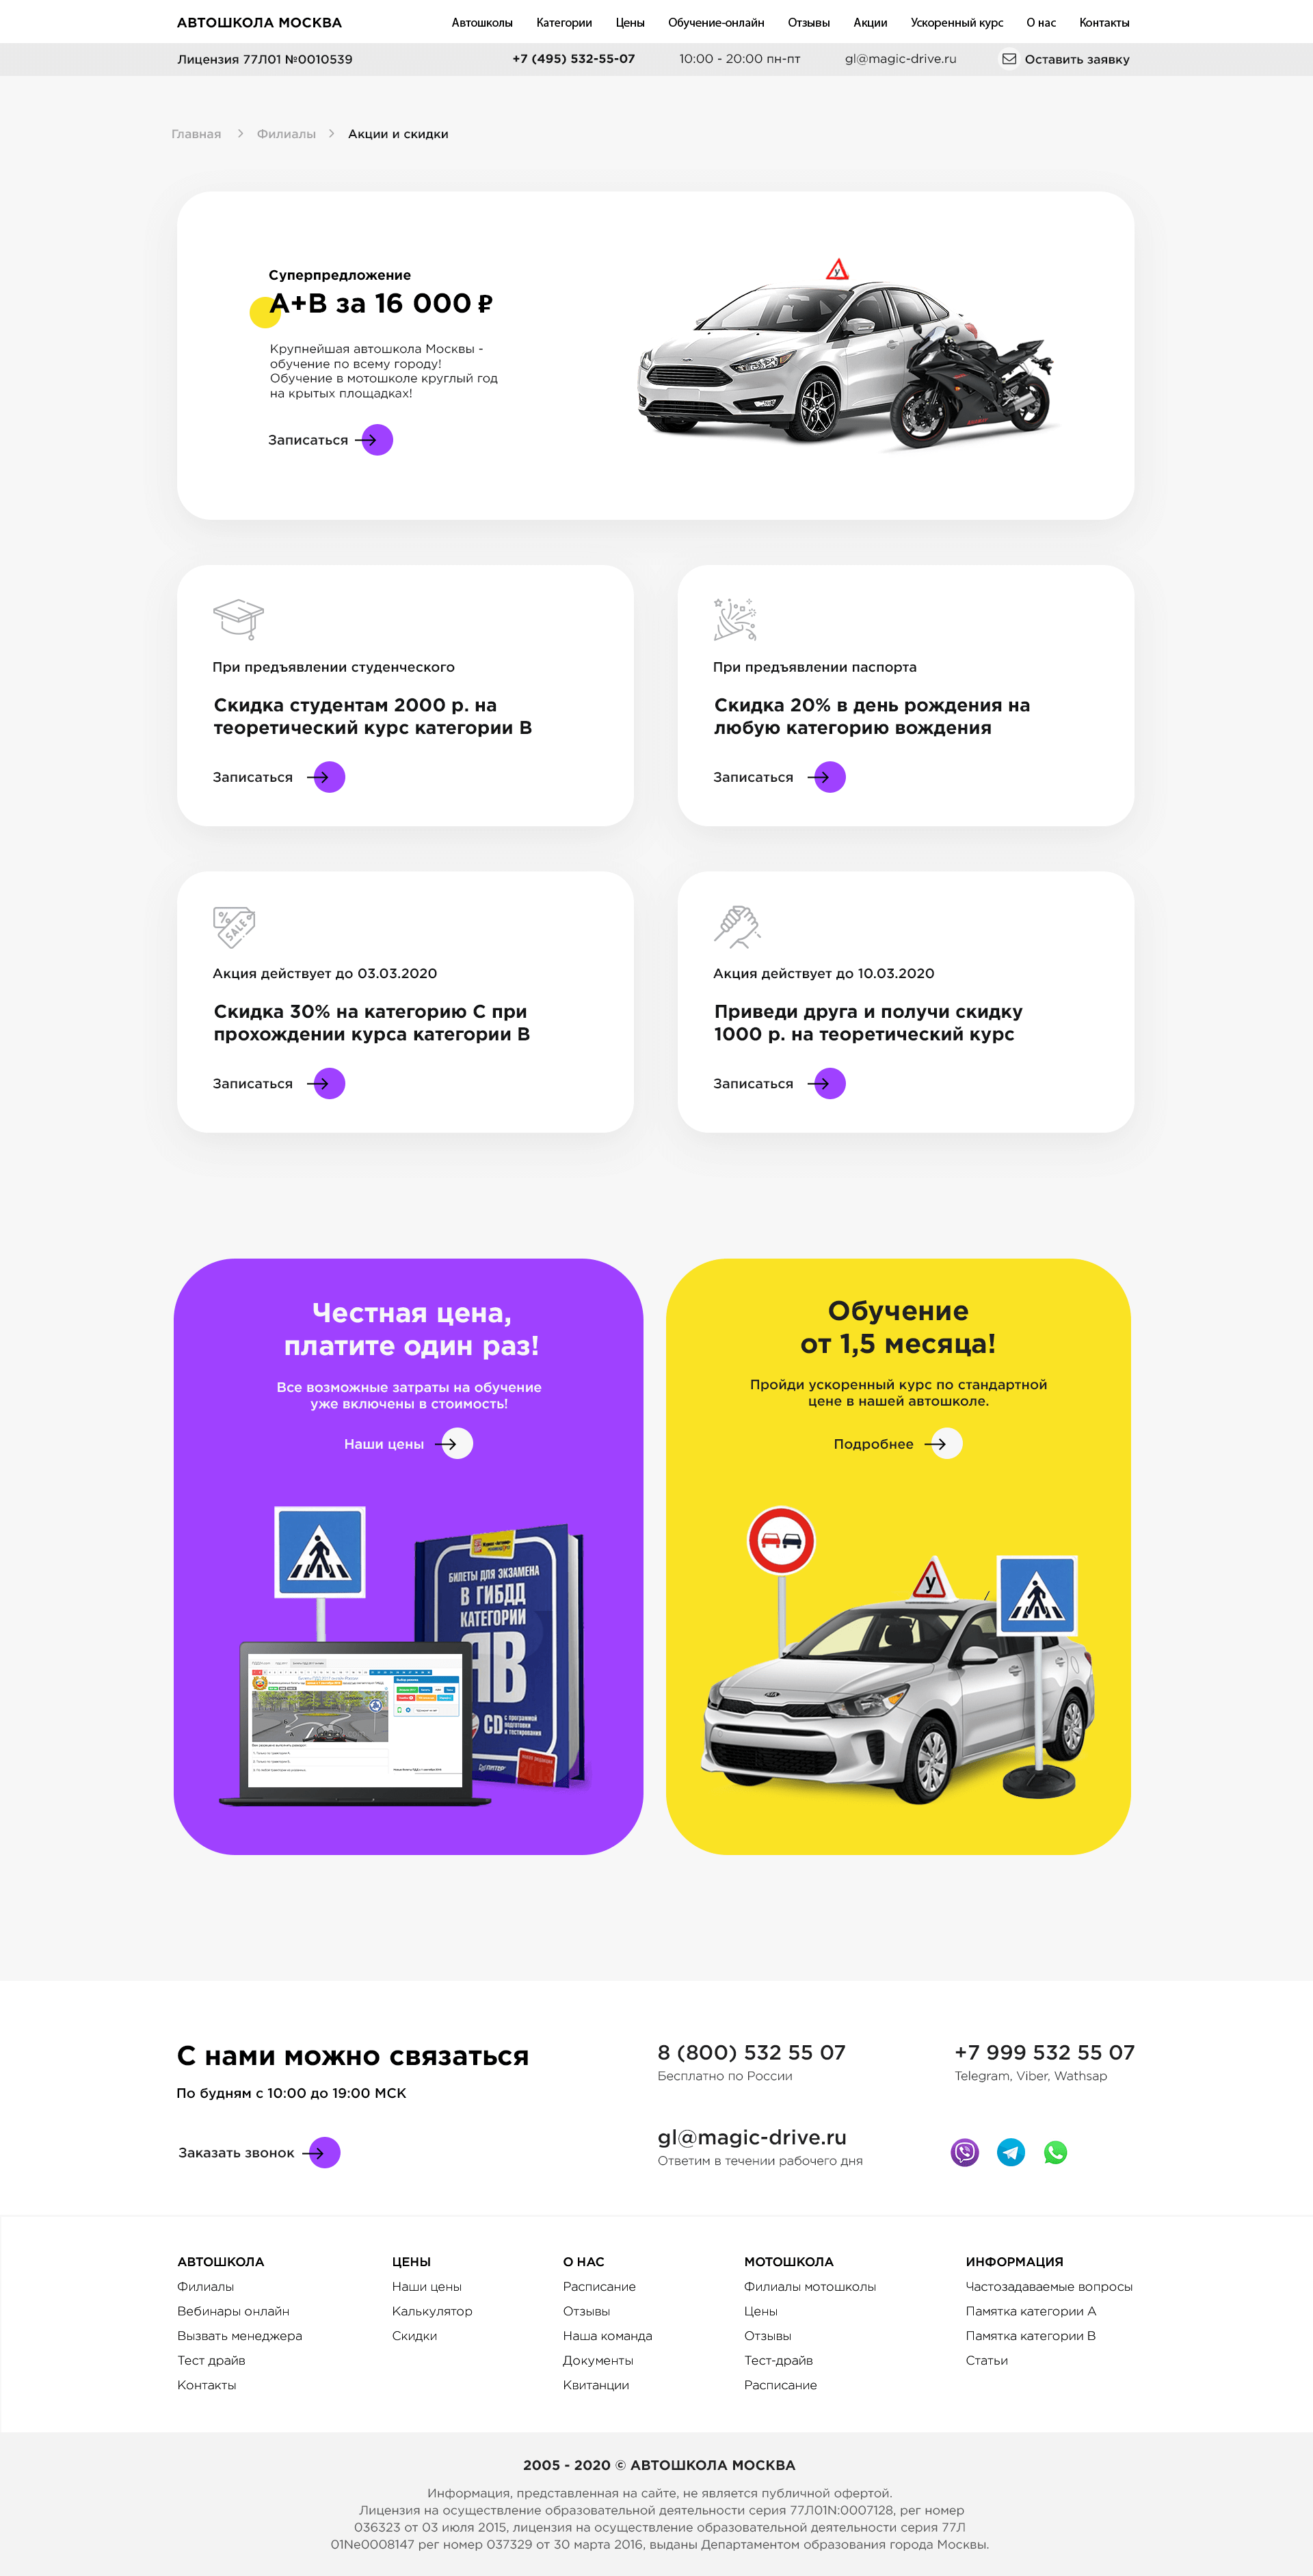 АВТОШКОЛА МОСКВА
Автошколы Категории Цены Обучение-онлайн Отзывы Акции Ускоренный курс О нас Контакты
Лицензия 77Л01 №0010539 +7 (495) 532-55-07 10:00 - 20:00 пн-пт gl@magic-drive.ru Оставить заявку
Главная Филиалы Акции и скидки
Суперпредложение
А+В за 16 000 ₽
Крупнейшая автошкола Москвы -
обучение по всему городу!
Обучение в мотошколе круглый год
на крытых площадках!
Записаться
У
При предъявлении студенческого
Скидка студентам 2000 р. на
теоретический курс категории В
Записаться
При предъявлении паспорта
Скидка 20% в день рождения на
любую категорию вождения
Записаться
% SALE
Акция действует до 03.03.2020
Скидка 30% на категорию С при
прохождении курса категории В
Записаться
Акция действует до 10.03.2020
Приведи друга и получи скидку
1000 р. на теоретический курс
Записаться
Честная цена,
платите один раз!
Все возможные затраты на обучение
уже включены в стоимость!
Наши цены
БИЛЕТЫ ДЛЯ ЭКЗАМЕНА
В ГИБДД
КАТЕГОРИИ
АВ
CD
с программой
подготовки
и тестирования
ПИТЕР
Обучение
от 1,5 месяца!
Пройди ускоренный курс по стандартной
цене в нашей автошколе.
Подробнее
У
KIA
С нами можно связаться
По будням с 10:00 до 19:00 МСК
Заказать звонок
8 (800) 532 55 07
Бесплатно по России
+7 999 532 55 07
Telegram, Viber, Wathsap
gl@magic-drive.ru
Ответим в течении рабочего дня
АВТОШКОЛА
Филиалы
Вебинары онлайн
Вызвать менеджера
Тест драйв
Контакты
ЦЕНЫ
Наши цены
Калькулятор
Скидки
О НАС
Расписание
Отзывы
Наша команда
Документы
Квитанции
МОТОШКОЛА
Филиалы мотошколы
Цены
Отзывы
Тест-драйв
Расписание
ИНФОРМАЦИЯ
Частозадаваемые вопросы
Памятка категории А
Памятка категории В
Статьи
2005 - 2020 © АВТОШКОЛА МОСКВА
Информация, представленная на сайте, не является публичной офертой.
Лицензия на осуществление образовательной деятельности серия 77Л01N:0007128, рег номер
036323 от 03 июля 2015, лицензия на осуществление образовательной деятельности серия 77Л
01Ne0008147 рег номер 037329 от 30 марта 2016, выданы Департаментом образования города Москвы.